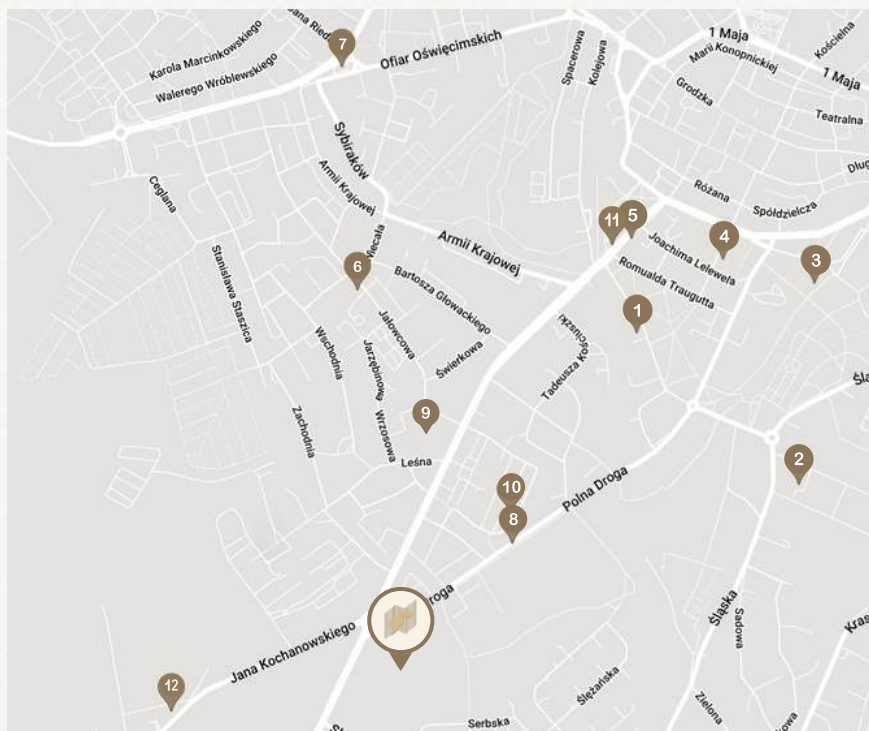 Karola Marcinkowskiego
Walerego Wróblewskiego
7
Ofiar Oświęcimskich
Spacerowa
Kolejowa
1 Maja
Marii Konopnickiej
Kościelna
1 Maja
Grodzka
Teatralna
Sybiraków
Armii Krajowej
Ceglana
Różana
Spółdzielcza
11
5
4
3
Armii Krajowej
Joachima Lelewela
Romualda Traugutta
6
Stanisława Staszica
Bartosza Głowackiego
1
Jałowcowa
Wschodnia
Jarzębinowa
Świerkowa
Tadeusza Kościuszki
Zachodnia
Wrzosowa
9
Leśna
2
10
8
Polna Droga
Jana Kochanowskiego
Śląska
Sadowa
12
Ślężańska
Serbska
Zielona